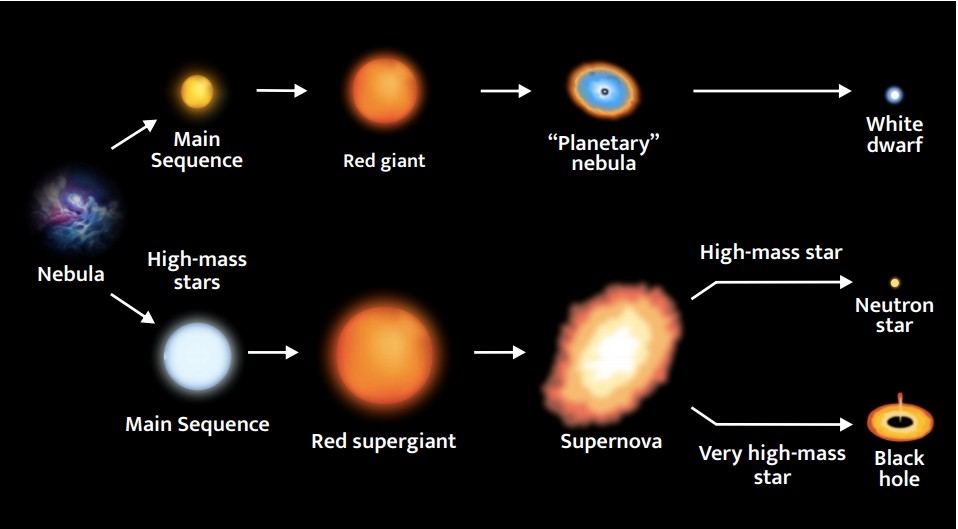 Main
Sequence
Red giant
“Planetary”
nebula
White
dwarf
Nebula
High-mass
stars
Main Sequence
Red supergiant
Supernova
High-mass star
Neutron
star
Very high-mass
star
Black
hole